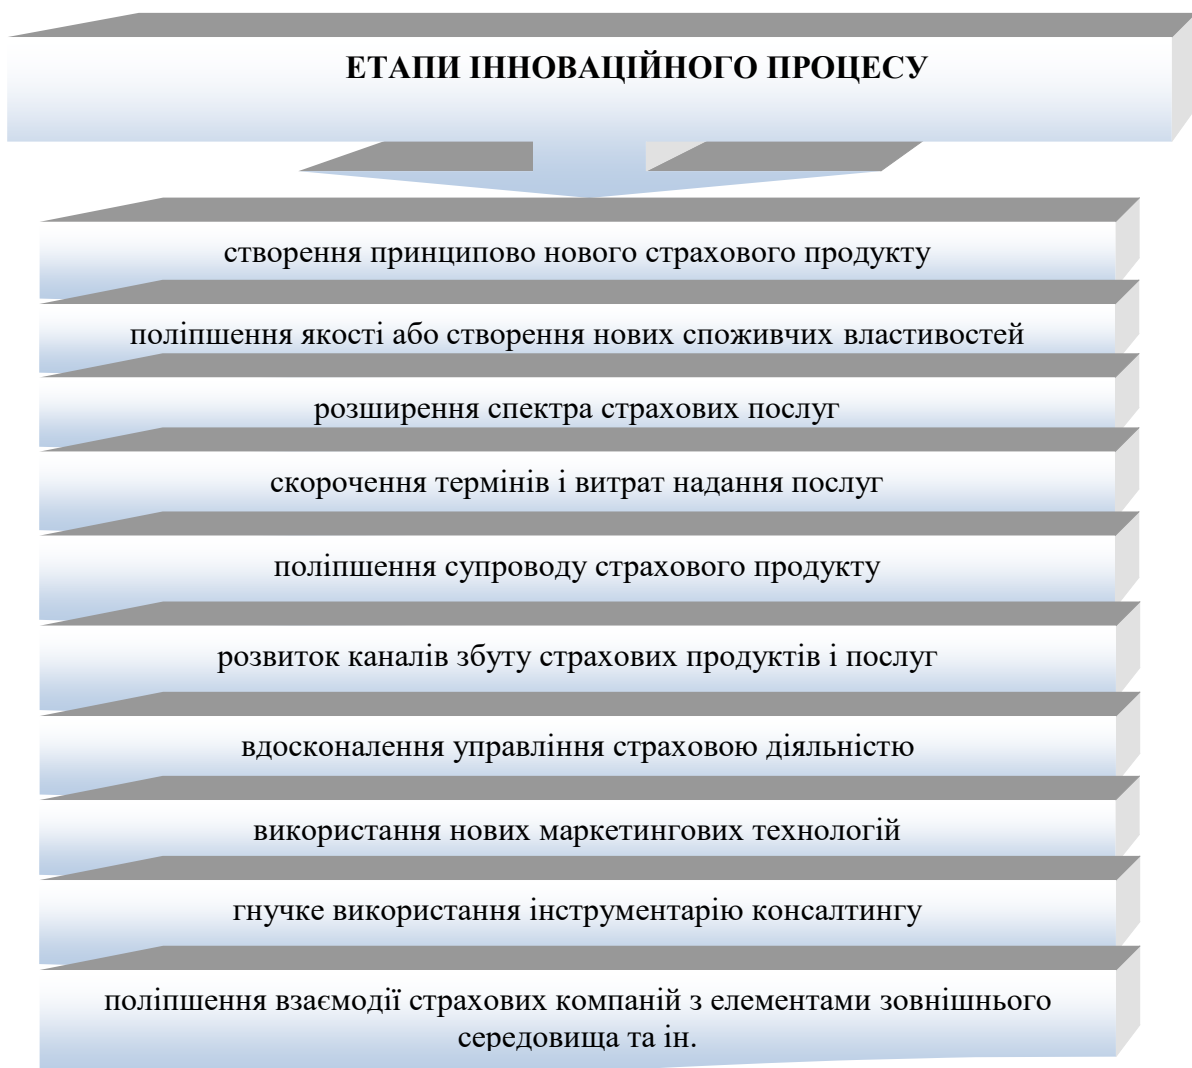 ЕТАПИ ІННОВАЦІЙНОГО ПРОЦЕСУ
створення принципово нового страхового продукту
поліпшення якості або створення нових споживчих властивостей
розширення спектра страхових послуг
скорочення термінів і витрат надання послуг
поліпшення супроводу страхового продукту
розвиток каналів збуту страхових продуктів і послуг
вдосконалення управління страховою діяльністю
використання нових маркетингових технологій
гнучке використання інструментарію консалтингу
поліпшення взаємодії страхових компаній з елементами зовнішнього
середовища та ін.